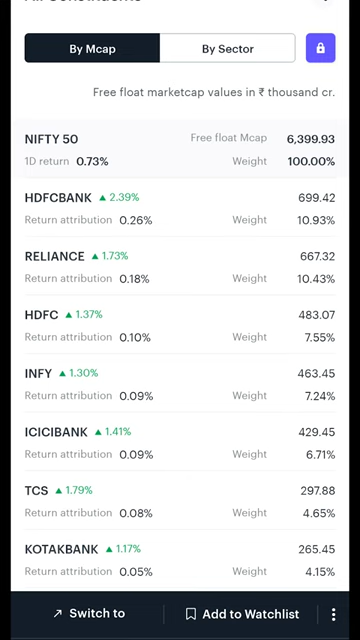 By Mcap By Sector
Free float marketcap values in ₹ thousand cr.
NIFTY 50 Free float Mcap 6,399.93
1D return 0.73% Weight 100.00%
HDFCBANK ▲ 2.39% 699.42
Return attribution 0.26% Weight 10.93%
RELIANCE ▲ 1.73% 667.32
Return attribution 0.18% Weight 10.43%
HDFC ▲ 1.37% 483.07
Return attribution 0.10% Weight 7.55%
INFY ▲ 1.30% 463.45
Return attribution 0.09% Weight 7.24%
ICICIBANK ▲ 1.41% 429.45
Return attribution 0.09% Weight 6.71%
TCS ▲ 1.79% 297.88
Return attribution 0.08% Weight 4.65%
KOTAKBANK ▲ 1.17% 265.45
Return attribution 0.05% Weight 4.15%
Switch to Add to Watchlist